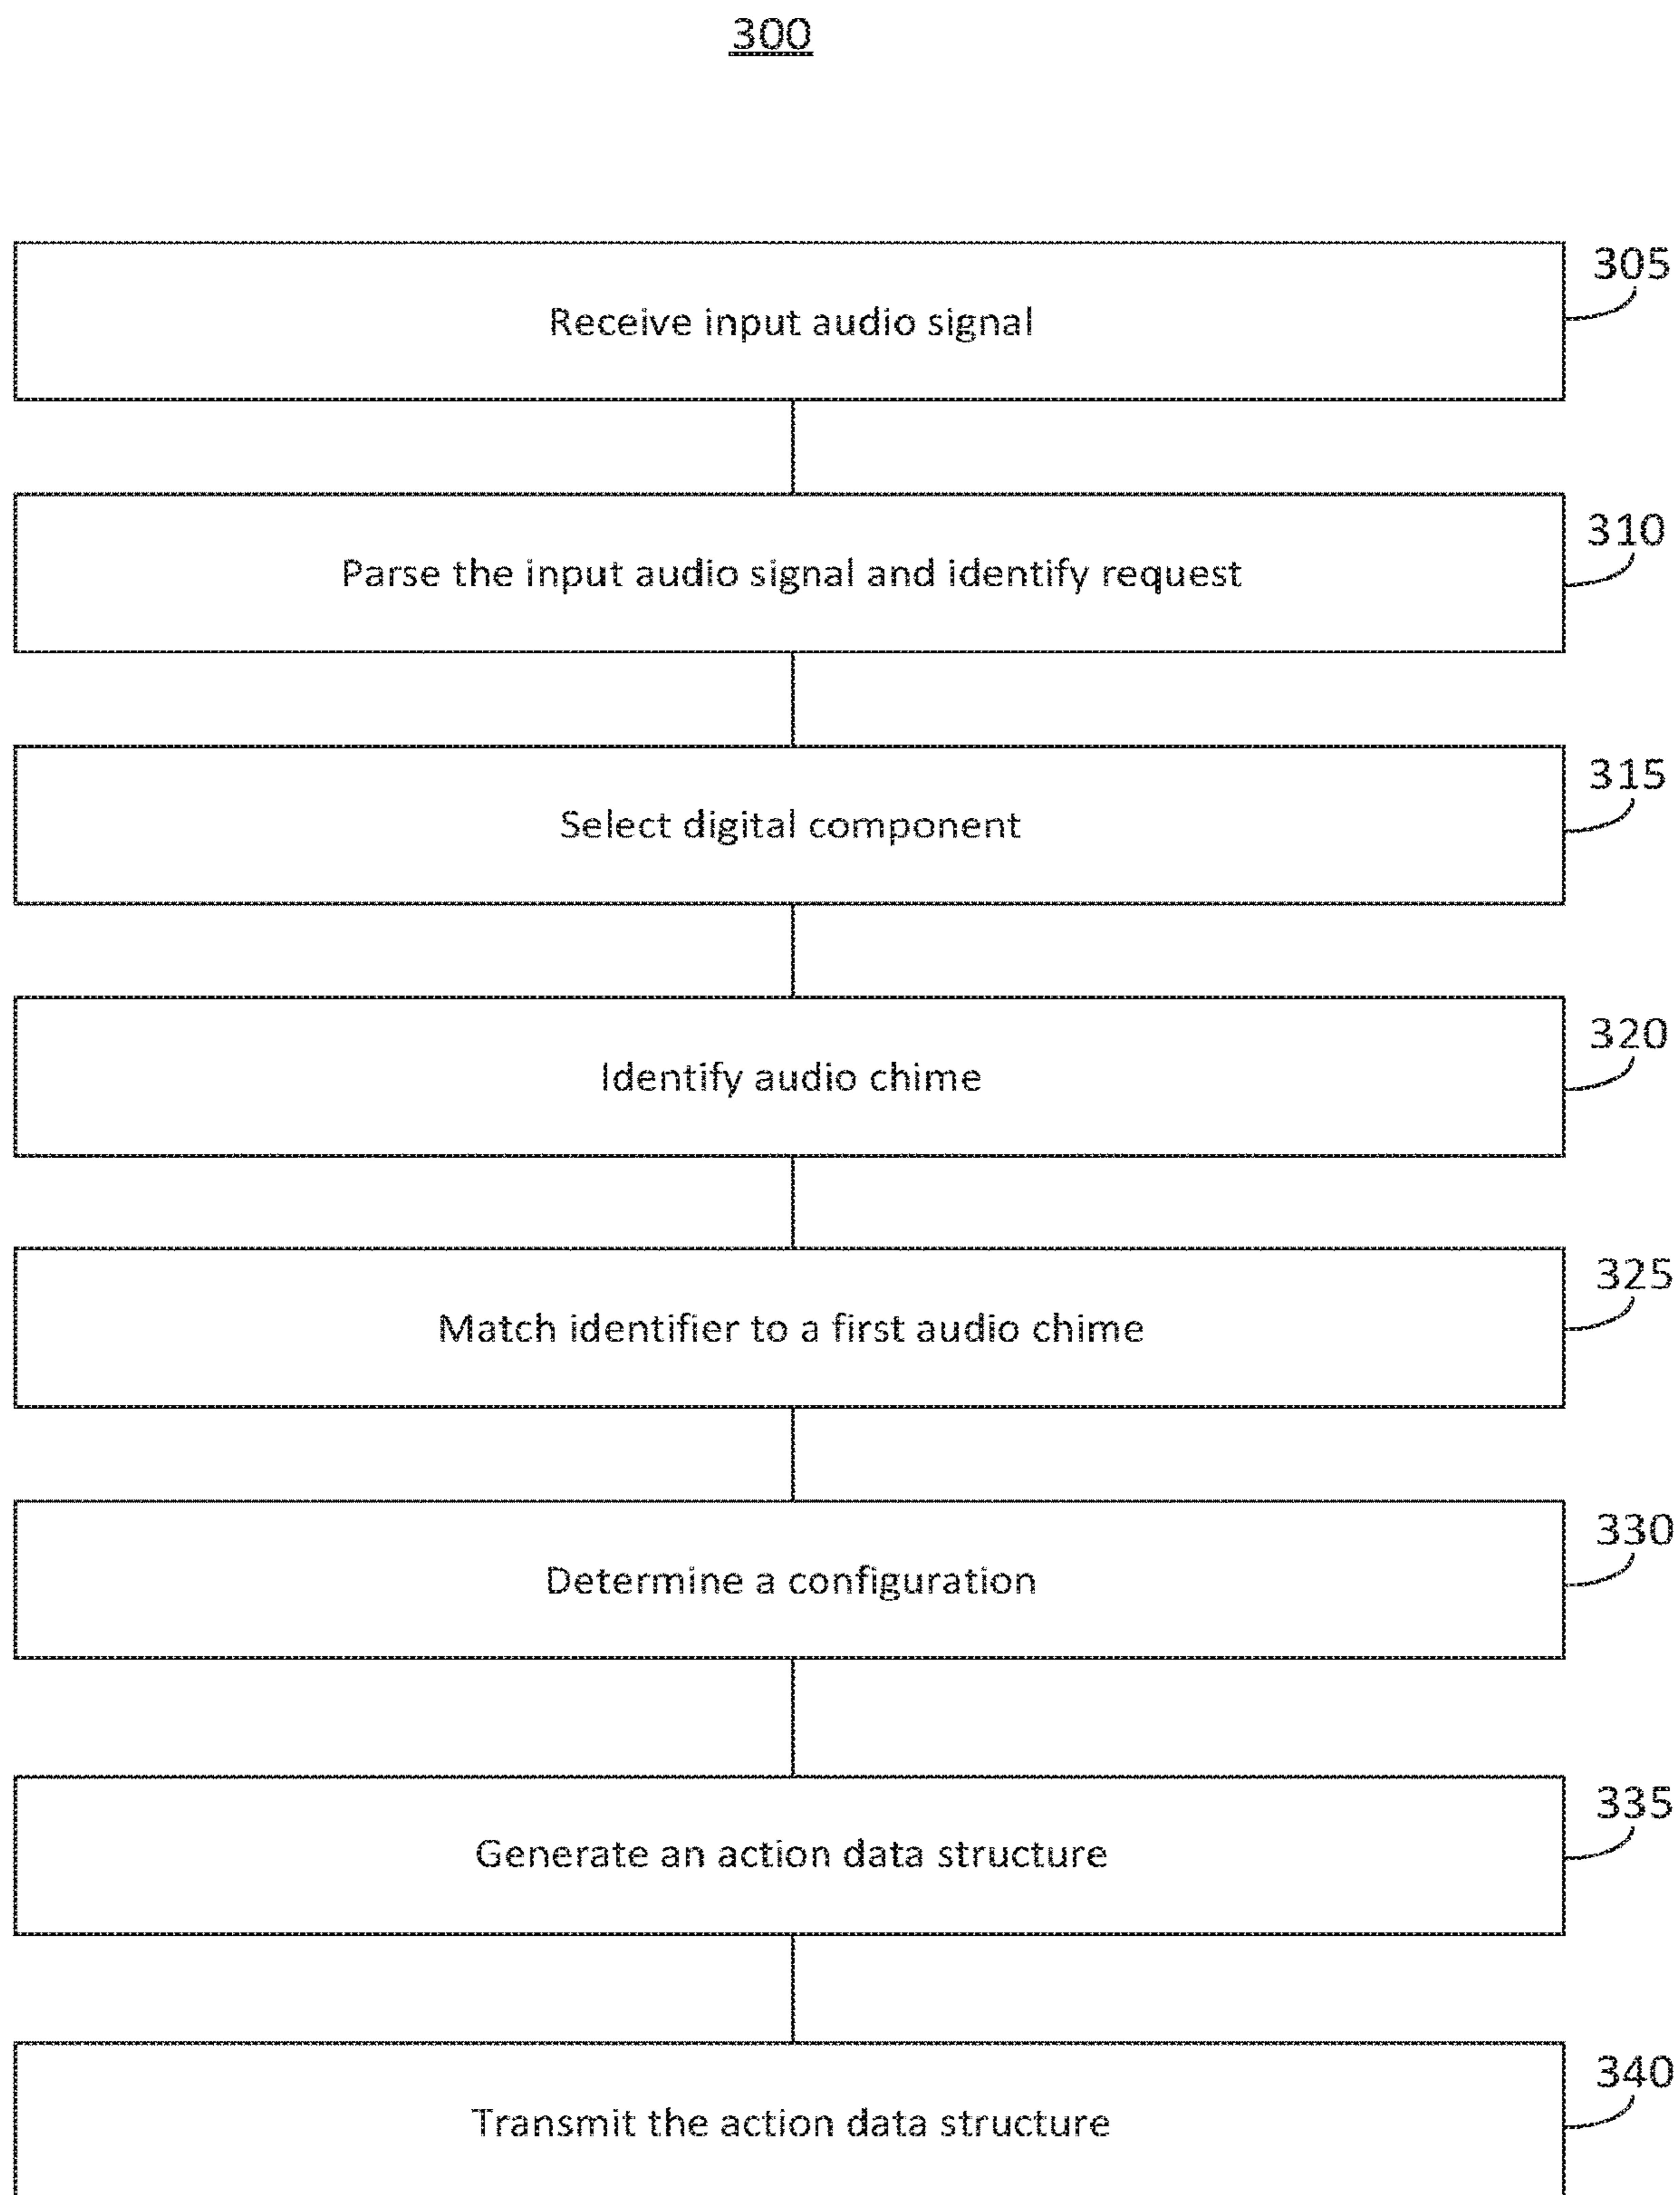 300
305
Receive input audio signal
310
Parse the input audio signal and identify request
315
Select digital component
320
Identify audio chime
325
Match identifier to a first audio chime
330
Determine a configuration
335
Generate an action data structure
340
Transmit the action data structure